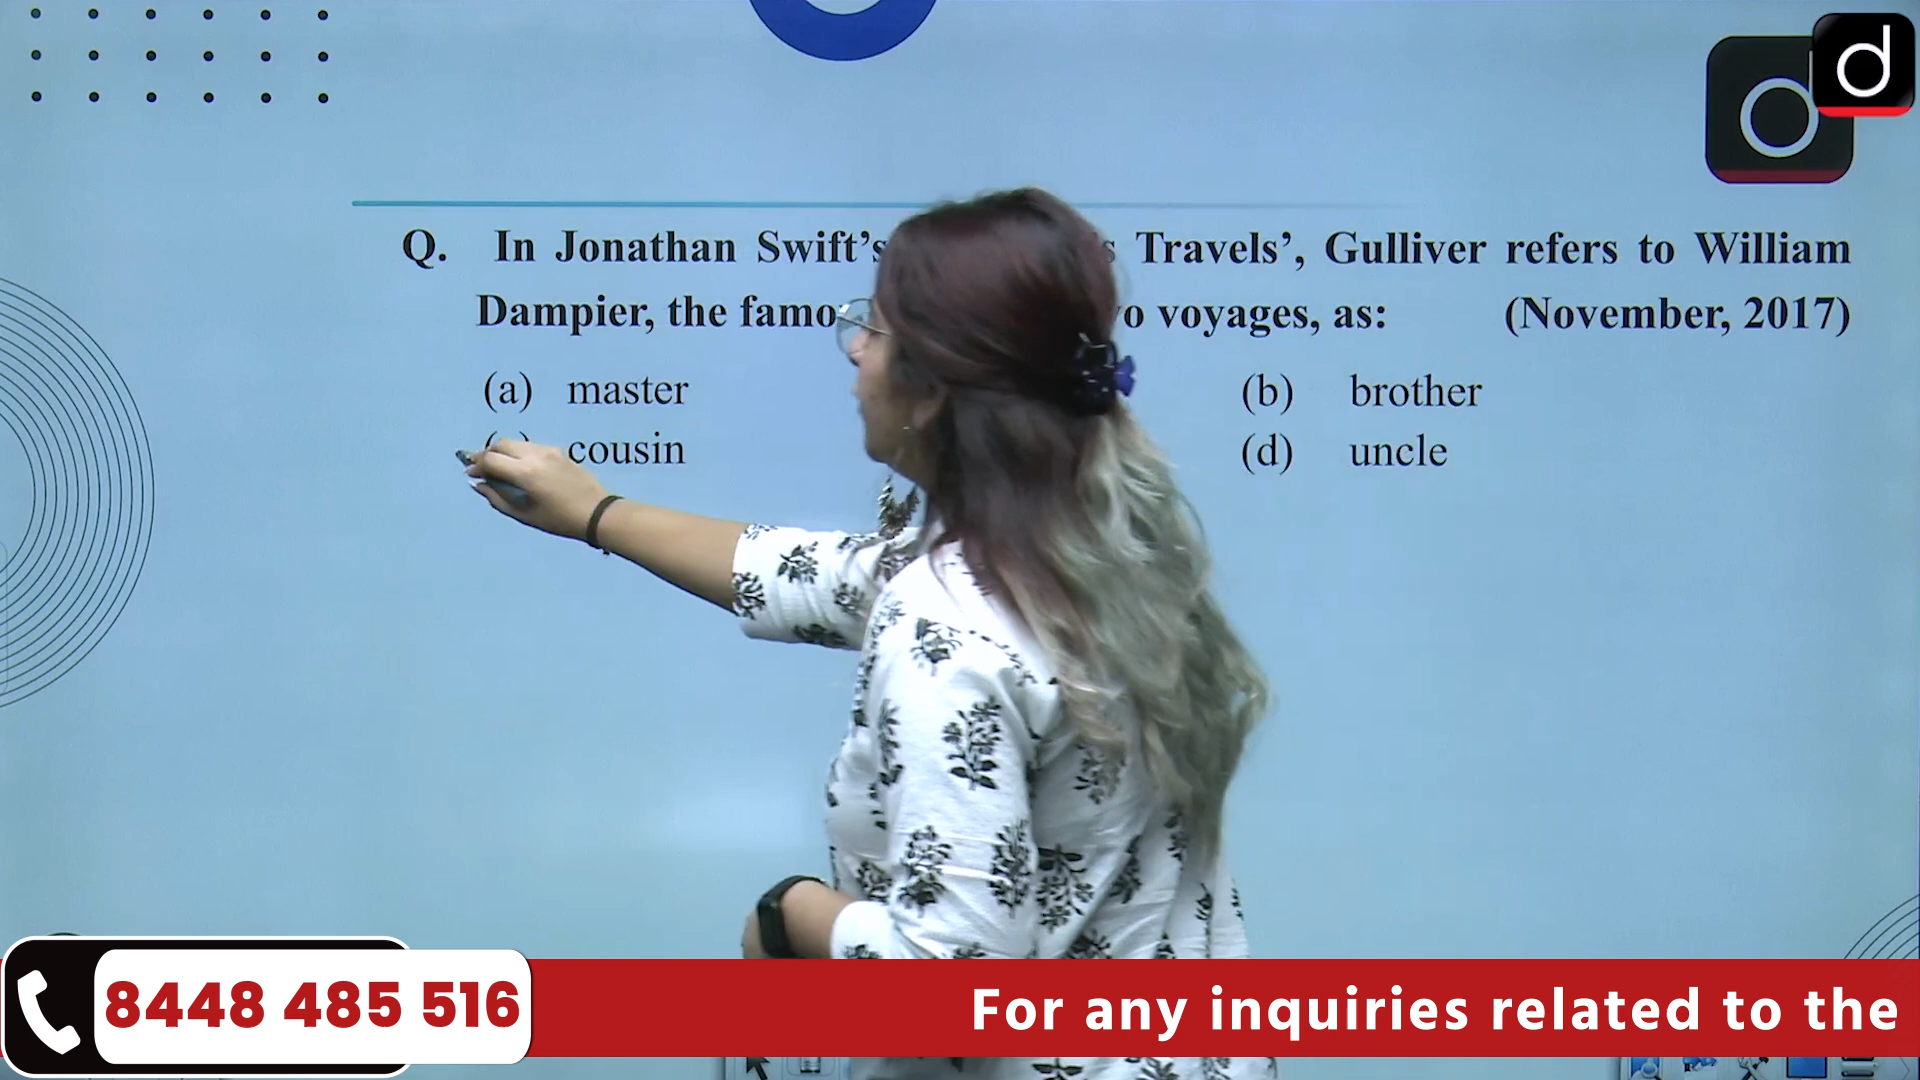 Q. In Jonathan Swift's Travels', Gulliver refers to William
Dampier, the voyages, as: (November, 2017)
(a) master (b) brother
cousin (d) uncle
8448 485 516
For any inquiries related to the